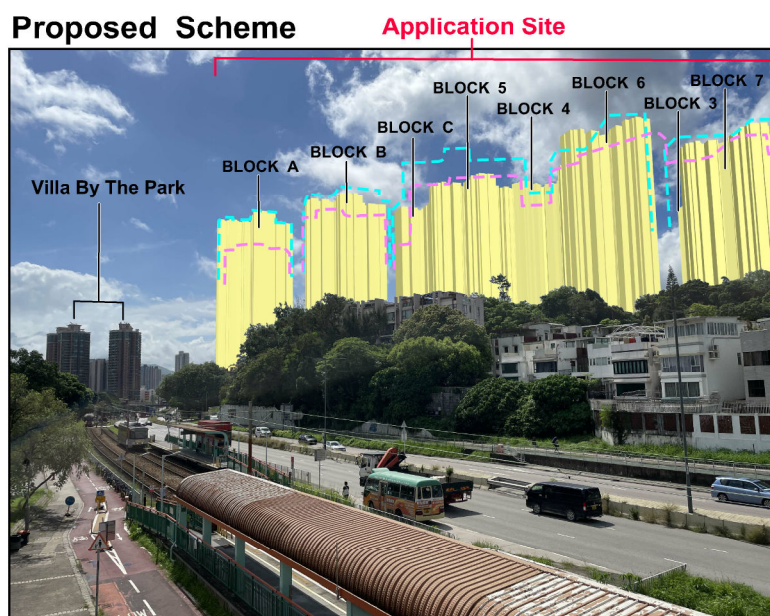 Proposed Scheme
Application Site
BLOCK 5
BLOCK 6
BLOCK 7
BLOCK 4
BLOCK 3
BLOCK C
BLOCK B
BLOCK A
Villa By The Park